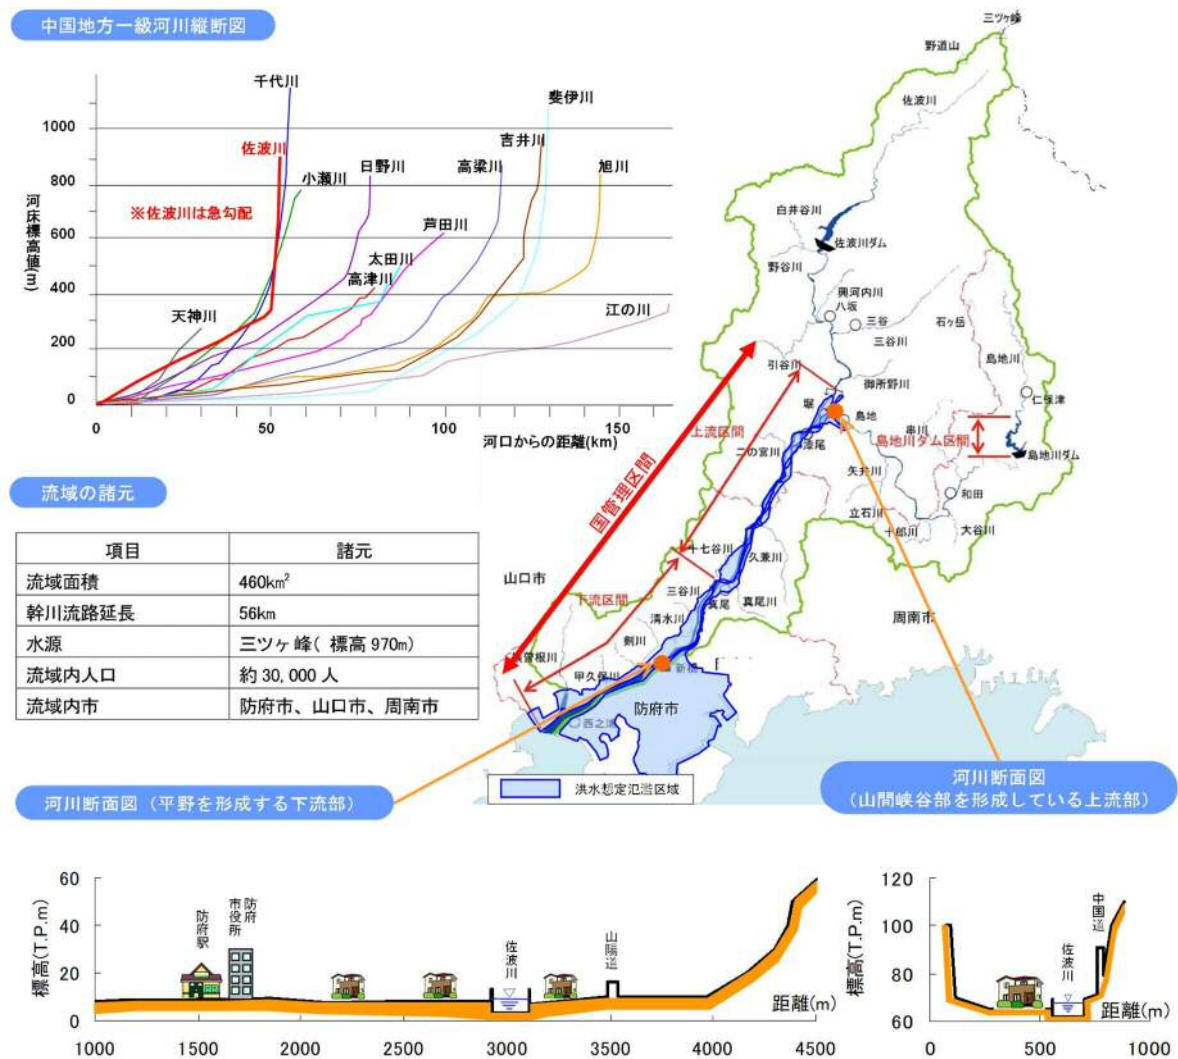 中国地方一級河川縦断図
河床標高値(m)
1000
800
600
400
200
0
0
50
100
150
河口からの距離(km)
千代川
佐波川
小瀬川
日野川
高梁川
斐伊川
吉井川
旭川
※佐波川は急勾配
芦田川
太田川
高津川
天神川
江の川
流域の諸元
項目 諸元
流域面積 460km²
幹川流路延長 56km
水源 三ツヶ峰( 標高 970m)
流域内人口 約 30,000 人
流域内市 防府市、山口市、周南市
三ツヶ峰
野道山
佐波川
白井谷川
佐波川ダム
野谷川
興河内川
八坂
三谷
三谷川
石ヶ岳
島地川
引谷川
御所野川
仁保津
堀
島地
串川
島地川ダム区間
島地川ダム
上流区間
二の宮川
漆尾
矢井川
和田
国管理区間
立石川
十郎川
大谷川
十七谷川
久兼川
山口市
下流区間
三谷川
真尾
真尾川
周南市
清水川
剣川
曽根川
甲久保川
新橋
防府市
西之浦
洪水想定氾濫区域
河川断面図（平野を形成する下流部）
河川断面図
（山間峡谷部を形成している上流部）
標高(T.P.m)
60
40
20
0
防府駅
防府
市役所
佐波川
山陽道
距離(m)
1000 1500 2000 2500 3000 3500 4000 4500
標高(T.P.m)
120
100
80
60
佐波川
中国道
距離(m)
0 500 1000